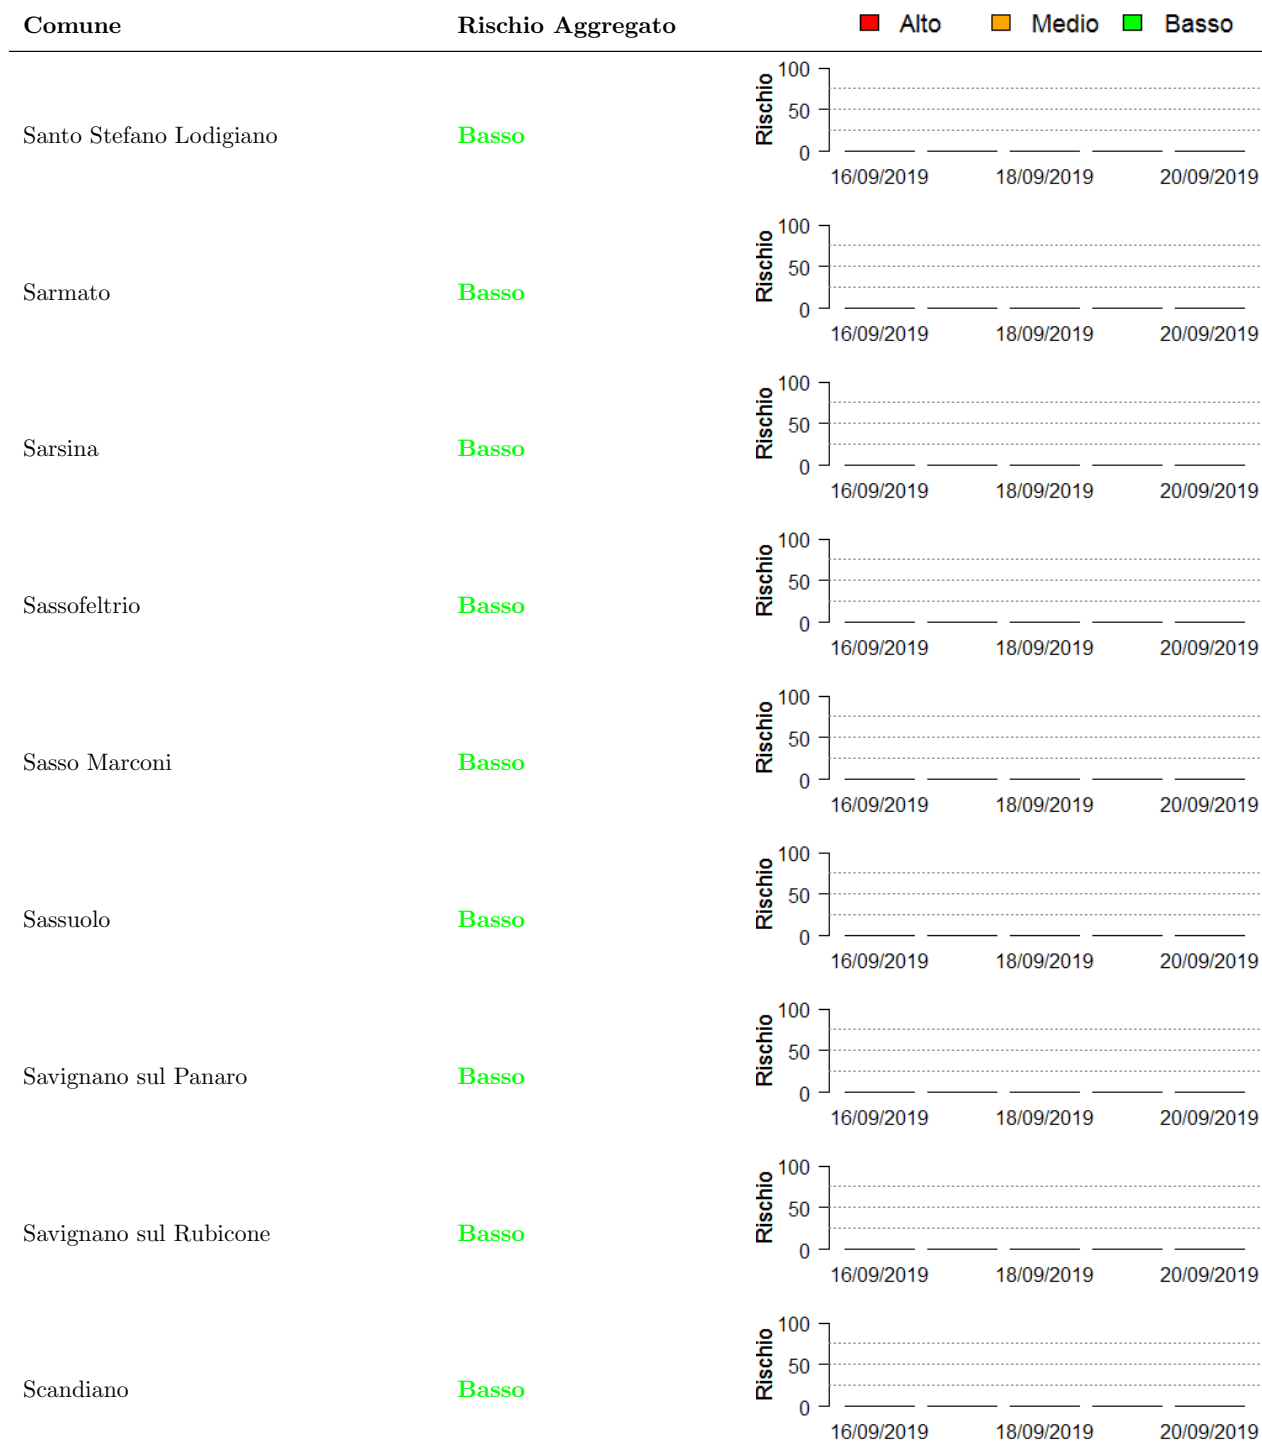 Comune Rischio Aggregato Alto Medio Basso
100
50
0
Rischio
Santo Stefano Lodigiano Basso
16/09/2019 18/09/2019 20/09/2019
100
50
0
Rischio
Sarmato Basso
16/09/2019 18/09/2019 20/09/2019
100
50
0
Rischio
Sarsina Basso
16/09/2019 18/09/2019 20/09/2019
100
50
0
Rischio
Sassofeltrio Basso
16/09/2019 18/09/2019 20/09/2019
100
50
0
Rischio
Sasso Marconi Basso
16/09/2019 18/09/2019 20/09/2019
100
50
0
Rischio
Sassuolo Basso
16/09/2019 18/09/2019 20/09/2019
100
50
0
Rischio
Savignano sul Panaro Basso
16/09/2019 18/09/2019 20/09/2019
100
50
0
Rischio
Savignano sul Rubicone Basso
16/09/2019 18/09/2019 20/09/2019
100
50
0
Rischio
Scandiano Basso
16/09/2019 18/09/2019 20/09/2019